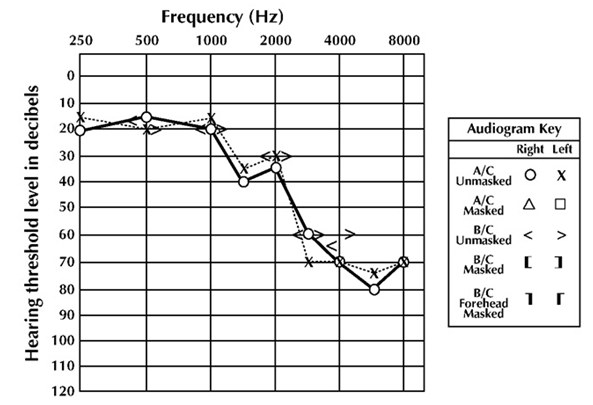 Frequency (Hz)
250 500 1000 2000 4000 8000
Hearing threshold level in decibels
0
10
20
30
40
50
60
70
80
90
100
110
120
Audiogram Key
Right Left
A/C
Unmasked O X
A/C
Masked △ □
B/C
Unmasked < >
B/C
Masked [ ]
B/C
Forehead
Masked ˥ ┌